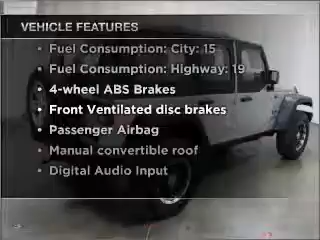 VEHICLE FEATURES
• Fuel Consumption: City: 15
• Fuel Consumption: Highway: 19
• 4-wheel ABS Brakes
• Front Ventilated disc brakes
• Passenger Airbag
• Manual convertible roof
• Digital Audio Input